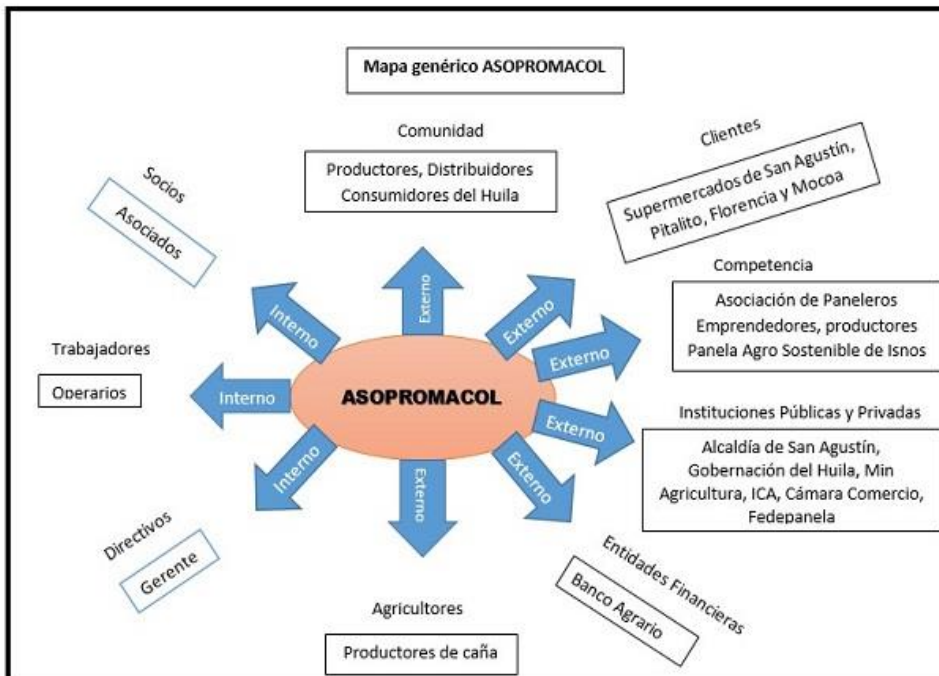 Mapa genérico ASOPROMACOL
Comunidad
Productores, Distribuidores
Consumidores del Huila
Clientes
Supermercados de San Agustín,
Pitalito, Florencia y Mocoa
Socios
Asociados
Competencia
Asociación de Paneleros
Emprendedores, productores
Panela Agro Sostenible de Isnos
Trabajadores
Operarios
Interno
Externo
Externo
Externo
Interno
ASOPROMACOL
Externo
Interno
Externo
Externo
Instituciones Públicas y Privadas
Alcaldía de San Agustín,
Gobernación del Huila, Min
Agricultura, ICA, Cámara Comercio,
Fedepanela
Directivos
Gerente
Agricultores
Productores de caña
Entidades Financieras
Banco Agrario